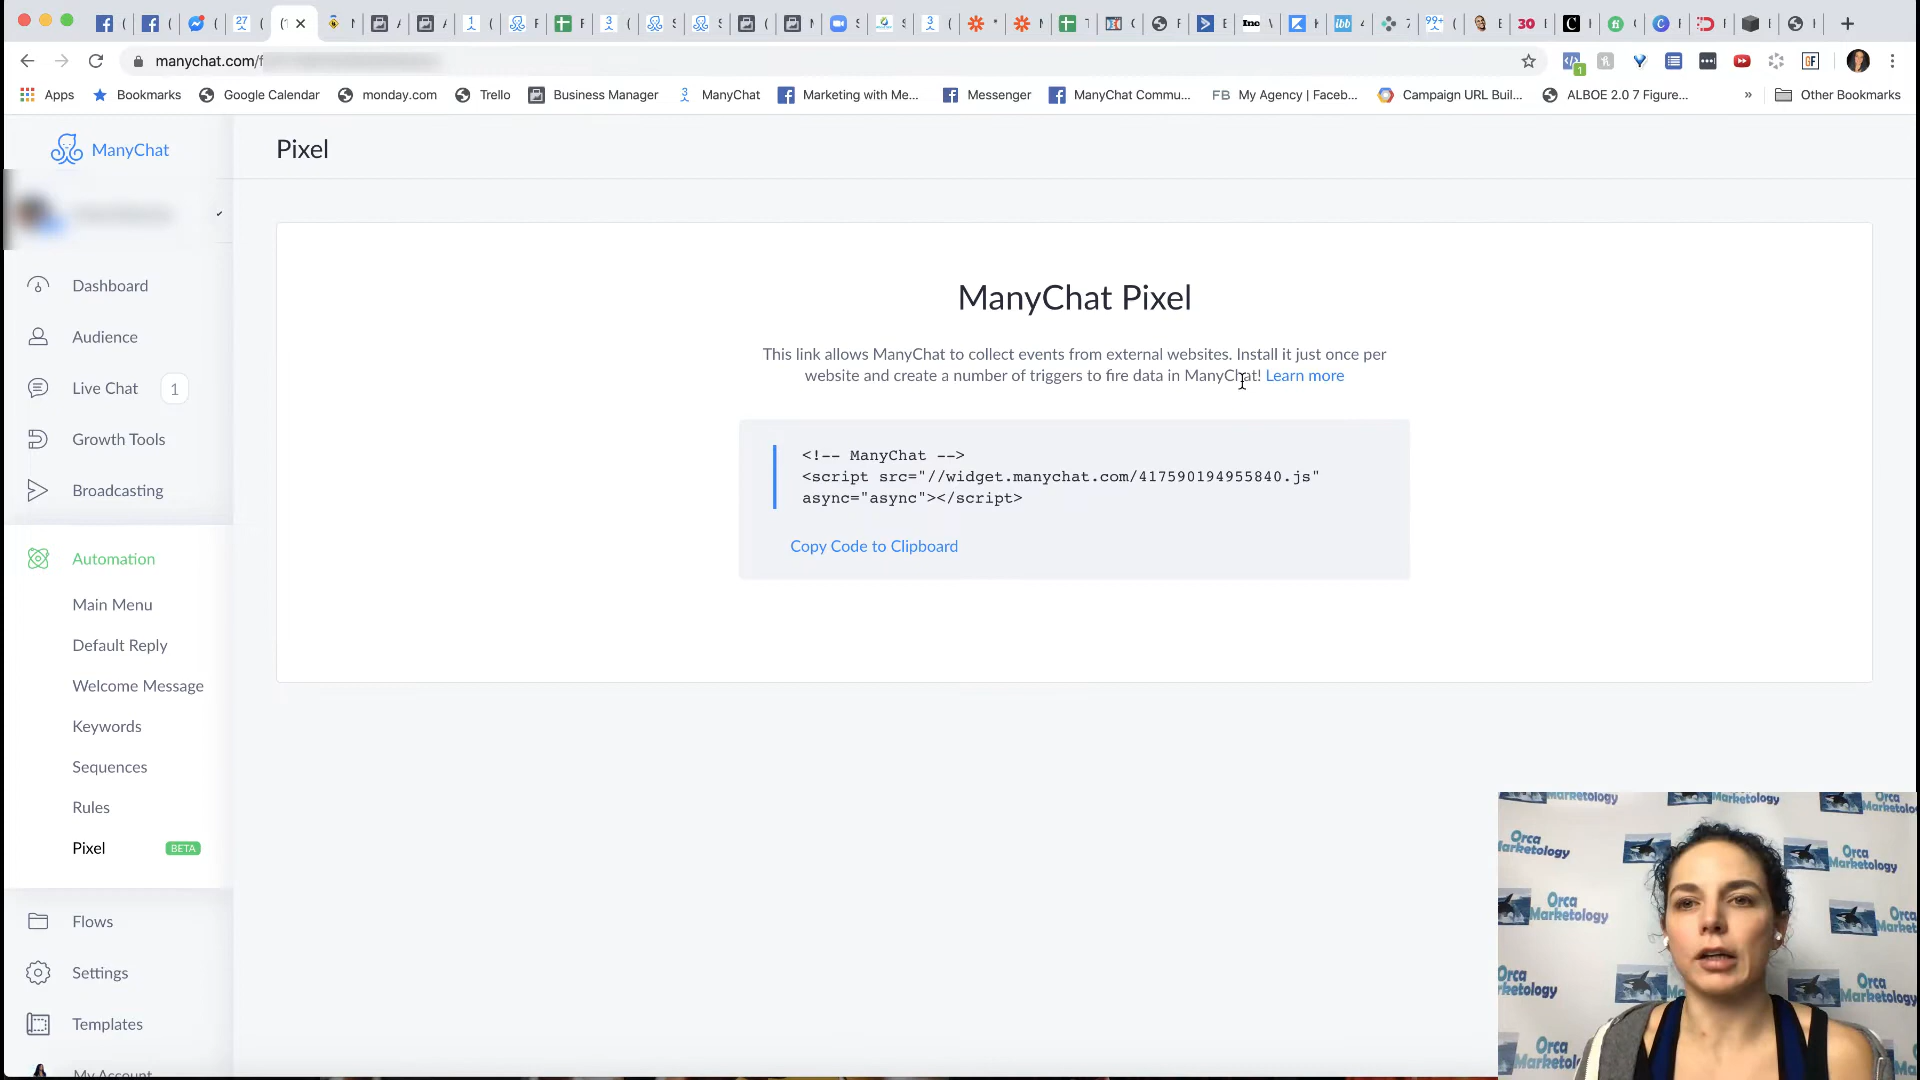 manychat.com/f
Apps
Bookmarks
Google Calendar
monday.com
Trello
Business Manager
ManyChat
Marketing with Me...
Messenger
ManyChat Commu...
FB My Agency | Faceb...
Campaign URL Buil...
ALBOE 2.0 7 Figure...
»
Other Bookmarks
ManyChat
Pixel
Dashboard
Audience
Live Chat 1
Growth Tools
Broadcasting
Automation
Main Menu
Default Reply
Welcome Message
Keywords
Sequences
Rules
Pixel BETA
Flows
Settings
Templates
My Account
ManyChat Pixel
This link allows ManyChat to collect events from external websites. Install it just once per
website and create a number of triggers to fire data in ManyChat! Learn more
<!-- ManyChat -->
<script src="//widget.manychat.com/417590194955840.js"
async="async"></script>
Copy Code to Clipboard
Orca
Marketology